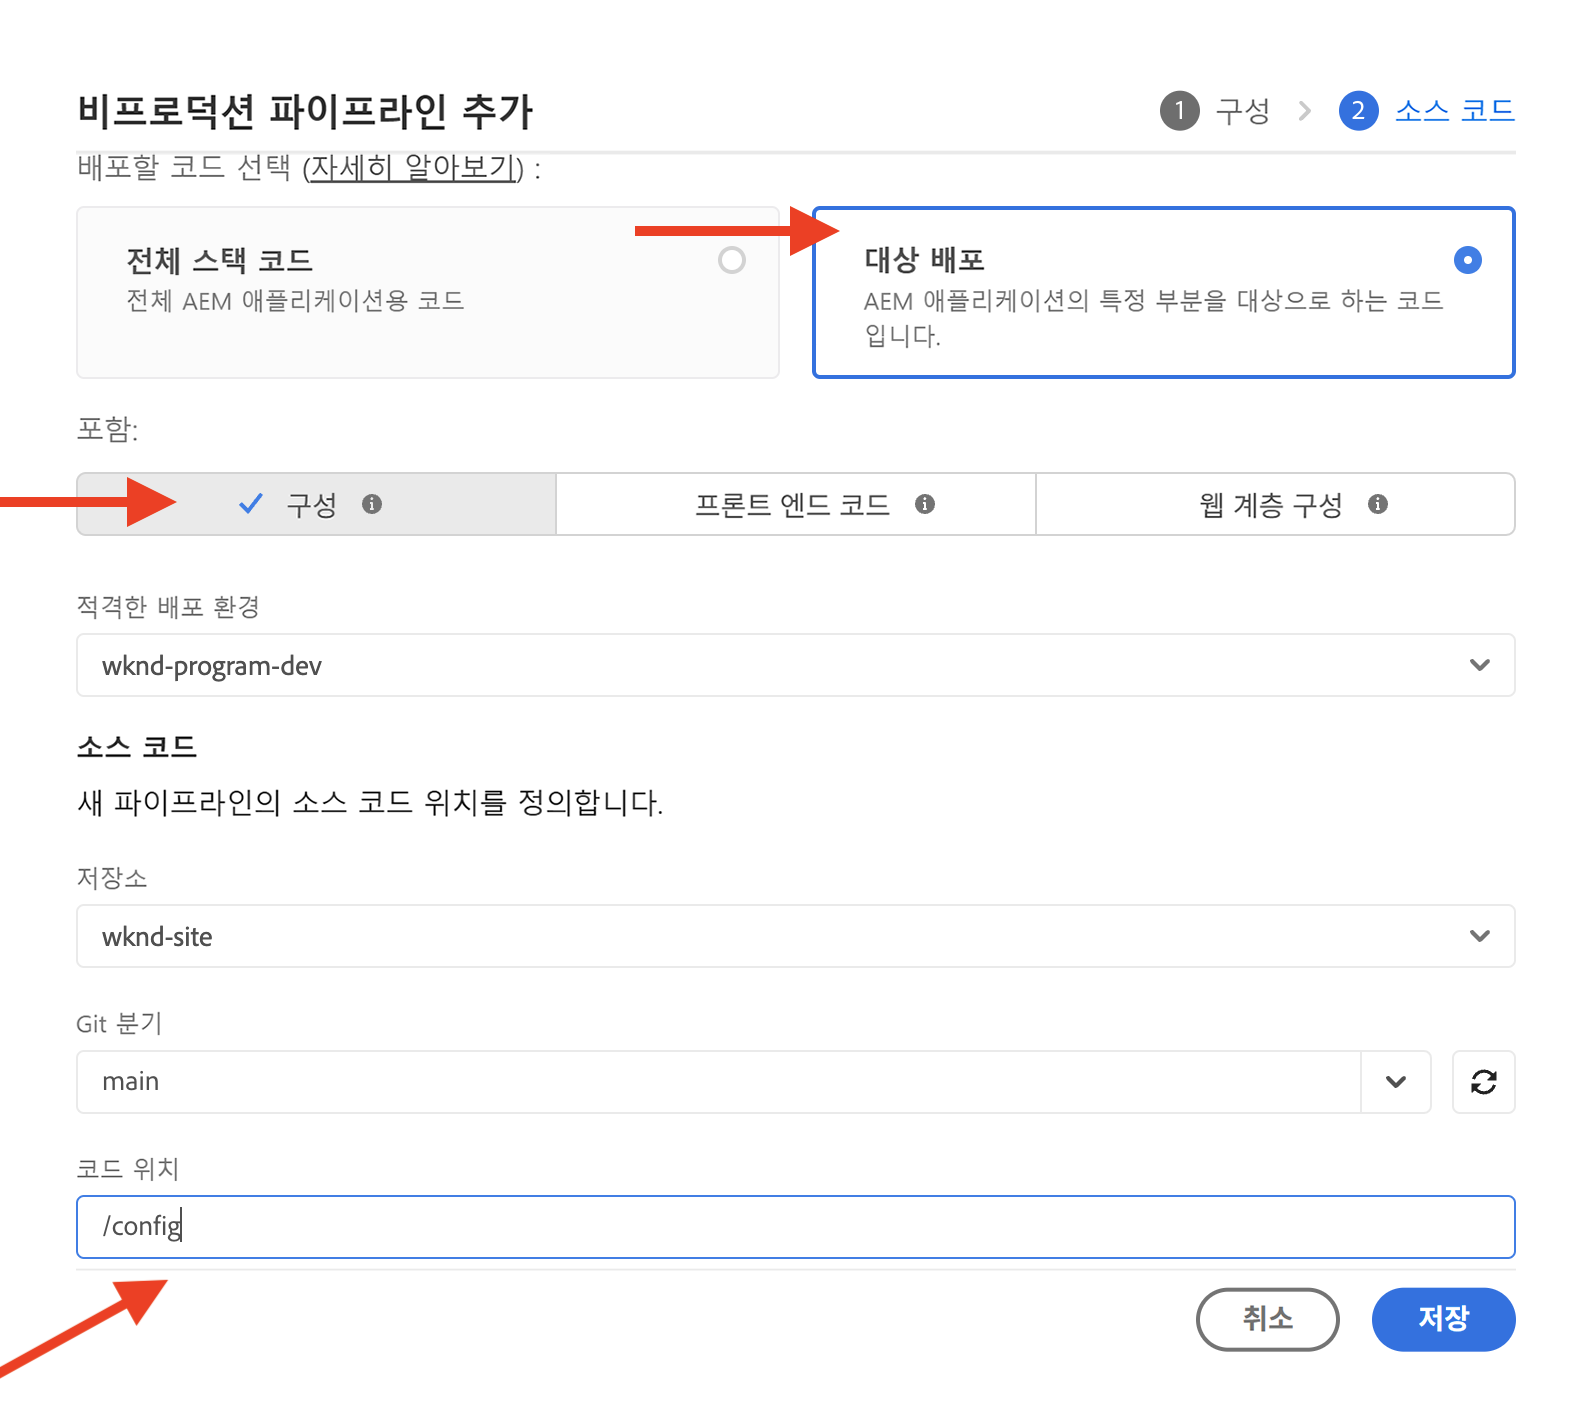 비프로덕션 파이프라인 추가
1 구성 2 소스 코드
배포할 코드 선택 (자세히 알아보기) :
전체 스택 코드
전체 AEM 애플리케이션용 코드
대상 배포
AEM 애플리케이션의 특정 부분을 대상으로 하는 코드
입니다.
포함:
구성 프론트 엔드 코드 웹 계층 구성
적격한 배포 환경
wknd-program-dev
소스 코드
새 파이프라인의 소스 코드 위치를 정의합니다.
저장소
wknd-site
Git 분기
main
코드 위치
/config
취소 저장